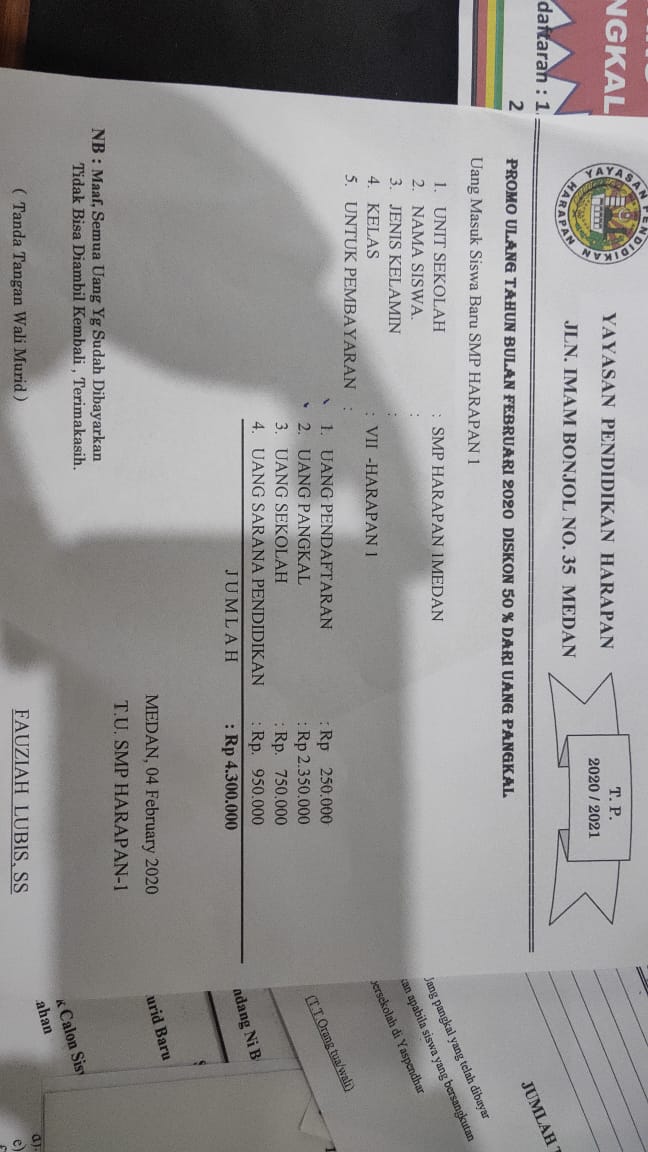 NGKAL
daftaran : 1.
2
YAYASAN PENDIDIKAN
HARAPAN
YAYASAN PENDIDIKAN HARAPAN
JLN. IMAM BONJOL NO. 35 MEDAN
T. P.
2020 / 2021
PROMO ULANG TAHUN BULAN FEBRUARI 2020 DISKON 50 % DARI UANG PANGKAL
Uang Masuk Siswa Baru SMP HARAPAN 1
1. UNIT SEKOLAH : SMP HARAPAN 1MEDAN
2. NAMA SISWA. :
3. JENIS KELAMIN :
4. KELAS : VII -HARAPAN 1
5. UNTUK PEMBAYARAN :
1. UANG PENDAFTARAN : Rp 250.000
2. UANG PANGKAL : Rp 2.350.000
3. UANG SEKOLAH : Rp. 750.000
4. UANG SARANA PENDIDIKAN : Rp. 950.000
J U M L A H : Rp 4.300.000
MEDAN, 04 February 2020
T.U. SMP HARAPAN-1
NB : Maaf, Semua Uang Yg Sudah Dibayarkan
Tidak Bisa Diambil Kembali , Terimakasih.
( Tanda Tangan Wali Murid )
FAUZIAH LUBIS, SS
JUMLAH
Uang pangkal yang telah dibayar
kan apabila siswa yang bersangkutan
bersekolah di Yaspendhar
(T.T.Orang tua/wali)
ndang Ni B
urid Baru
k Calon Sis
ahan
d).
e)